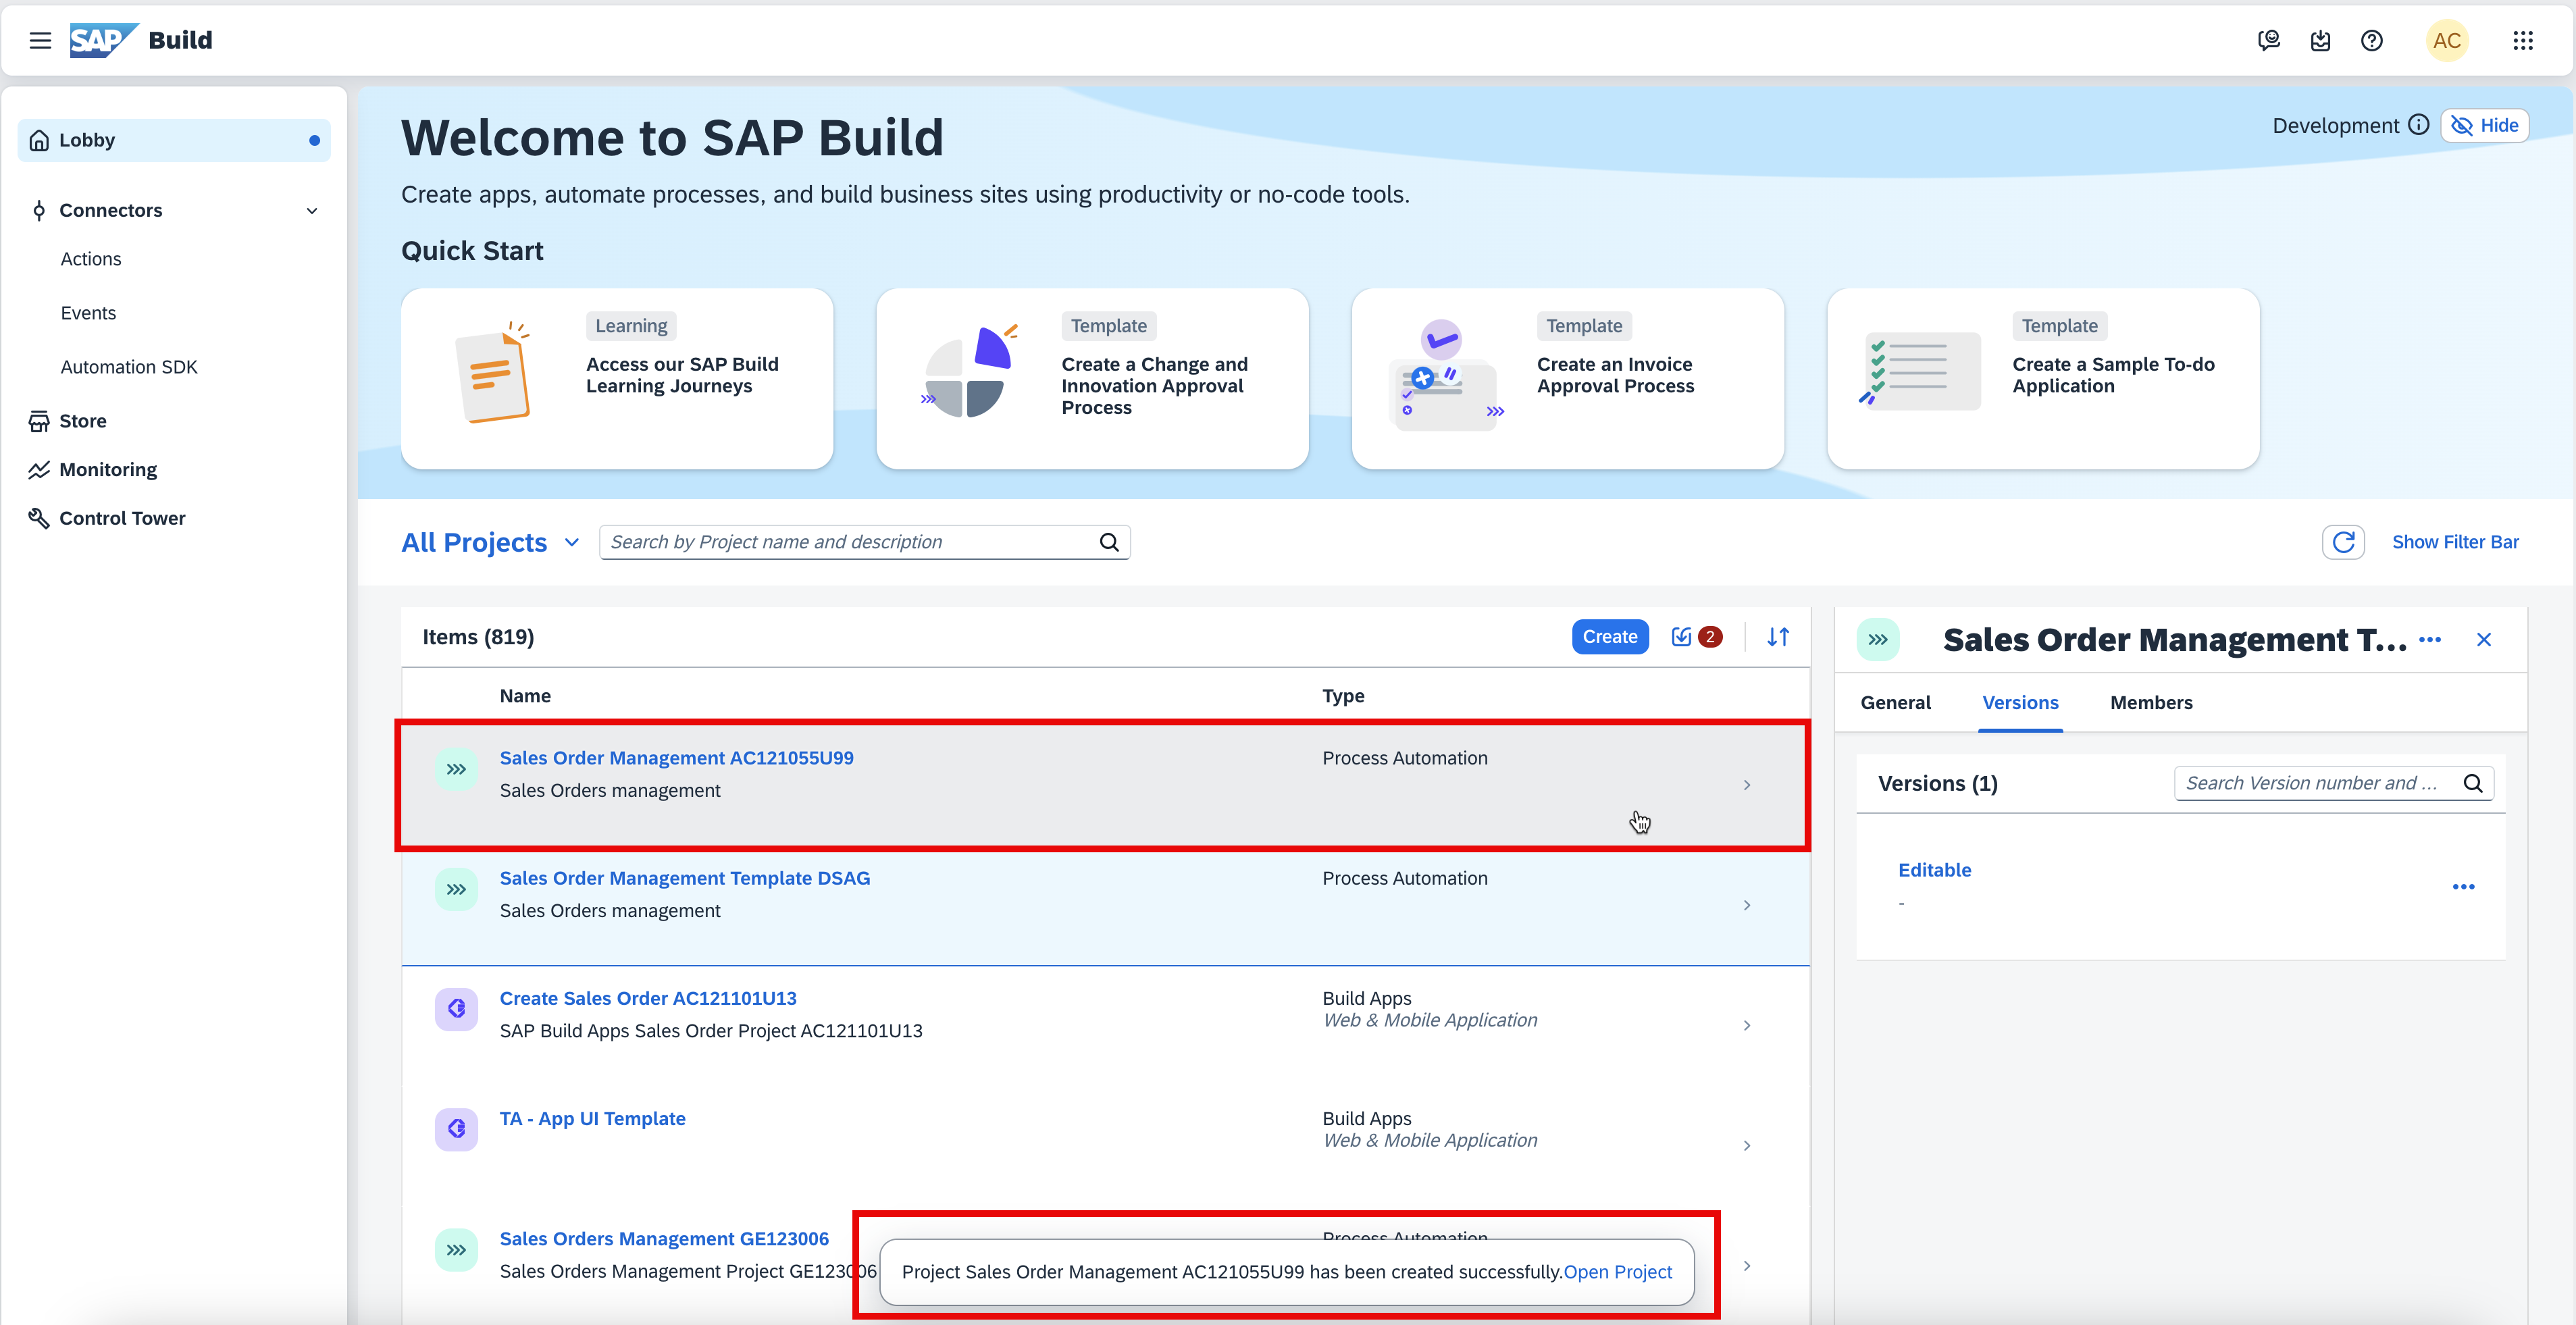 SAP Build
AC
Lobby
Connectors
Actions
Events
Automation SDK
Store
Monitoring
Control Tower
Welcome to SAP Build
Development
Hide
Create apps, automate processes, and build business sites using productivity or no-code tools.
Quick Start
Learning
Access our SAP Build
Learning Journeys
Template
Create a Change and
Innovation Approval
Process
Template
Create an Invoice
Approval Process
Template
Create a Sample To-do
Application
All Projects
Search by Project name and description
Show Filter Bar
Items (819)
Create
2
Name
Type
Sales Order Management AC121055U99
Process Automation
Sales Orders management
Sales Order Management Template DSAG
Process Automation
Sales Orders management
Create Sales Order AC121101U13
Build Apps
SAP Build Apps Sales Order Project AC121101U13
Web & Mobile Application
TA - App UI Template
Build Apps
Web & Mobile Application
Sales Orders Management GE123006
Process Automation
Sales Orders Management Project GE123006
Project Sales Order Management AC121055U99 has been created successfully.Open Project
Sales Order Management T...
General
Versions
Members
Versions (1)
Search Version number and ...
Editable
-